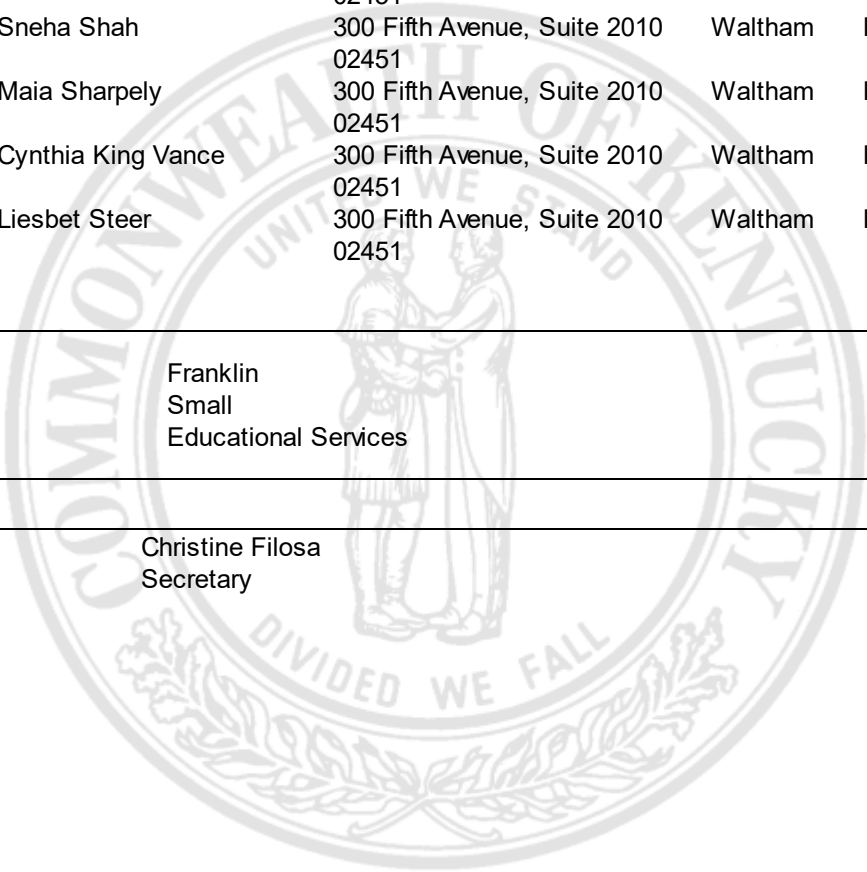 Sneha Shah 300 Fifth Avenue, Suite 2010 Waltham
02451
Maia Sharpely 300 Fifth Avenue, Suite 2010 Waltham
02451
Cynthia King Vance 300 Fifth Avenue, Suite 2010 Waltham
02451
Liesbet Steer 300 Fifth Avenue, Suite 2010 Waltham
02451
Franklin
Small
Educational Services
Christine Filosa
Secretary
COMMONWEALTH OF KENTUCKY
UNITED WE STAND
DIVIDED WE FALL